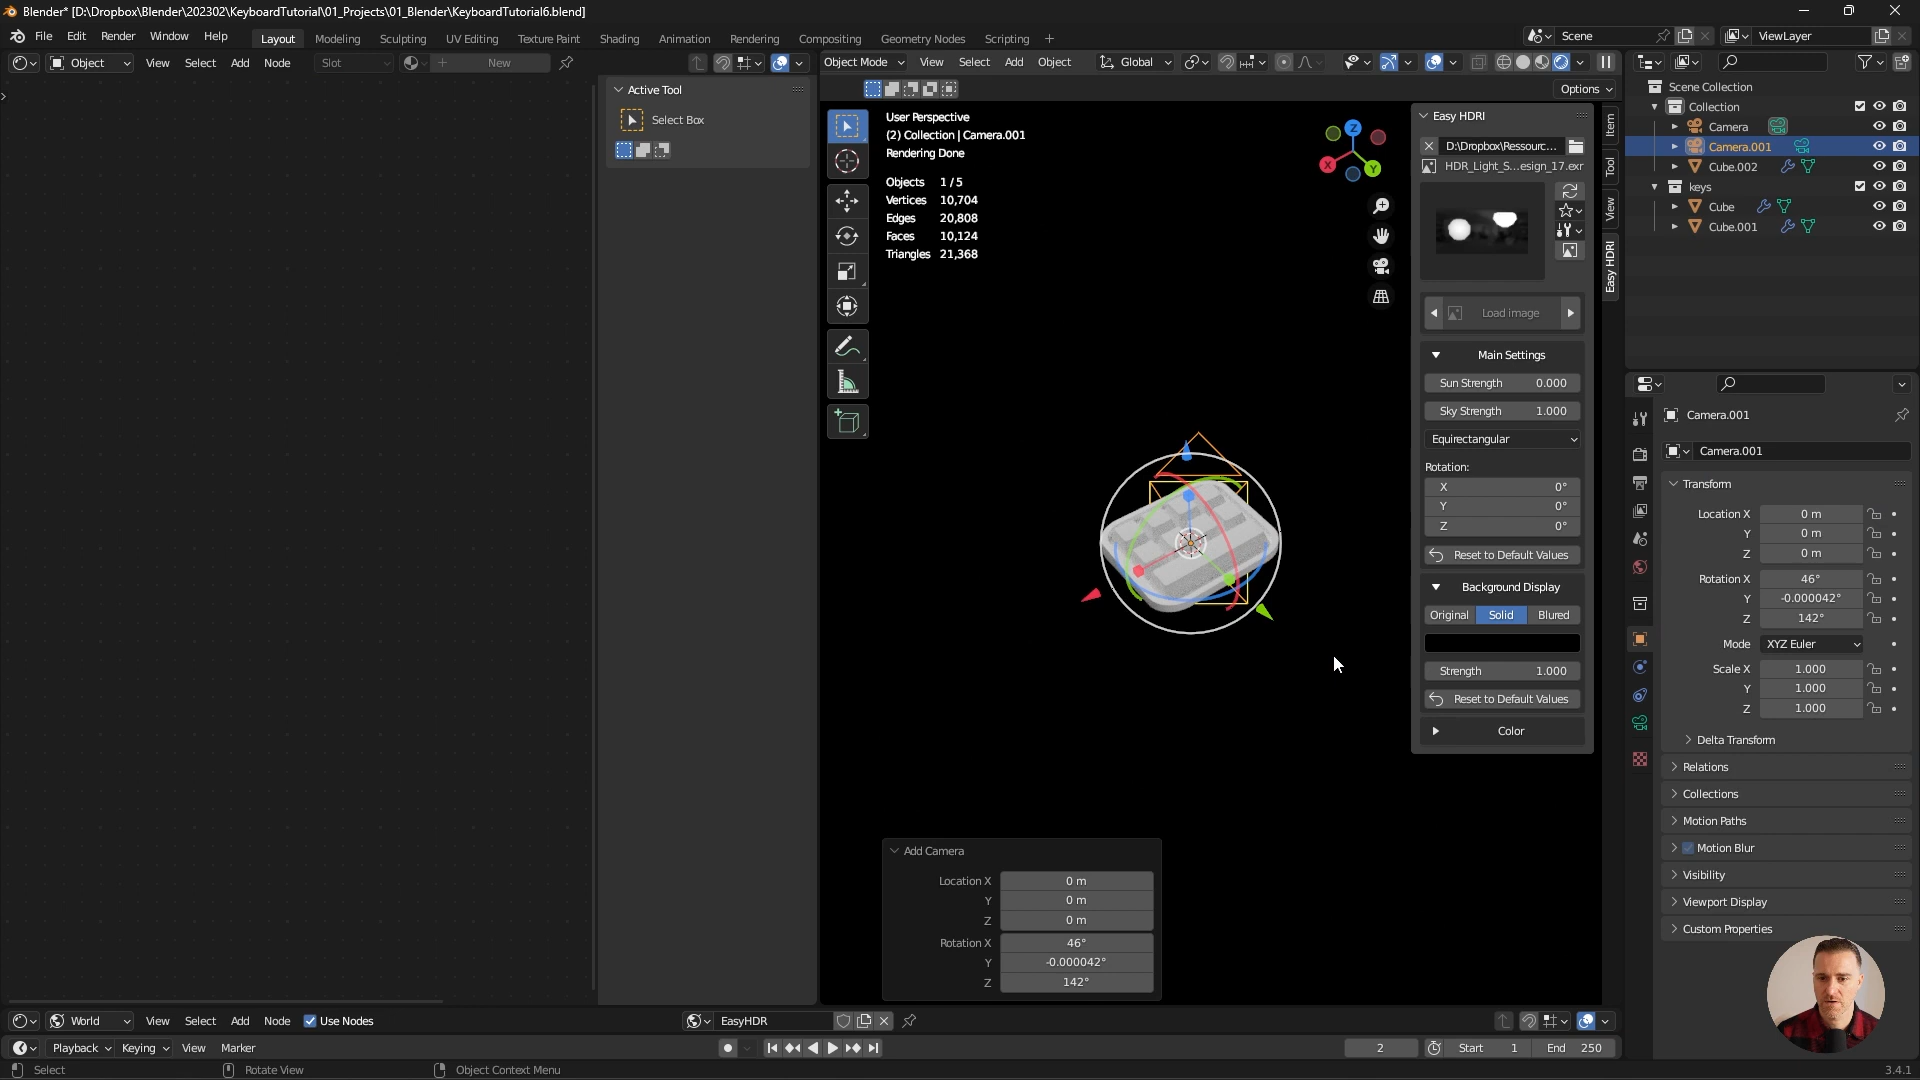 Blender* [D:\Dropbox\Blender\202302\KeyboardTutorial\01_Projects\01_Blender\KeyboardTutorial6.blend]
File Edit Render Window Help Layout Modeling Sculpting UV Editing Texture Paint Shading Animation Rendering Compositing Geometry Nodes Scripting + Scene ViewLayer
Object View Select Add Node Slot New
Object Mode View Select Add Object Global
Options
Active Tool
Select Box
User Perspective
(2) Collection | Camera.001
Rendering Done
Objects 1/5
Vertices 10,704
Edges 20,808
Faces 10,124
Triangles 21,368
Z
X
Y
Easy HDRI
D:\Dropbox\Ressourc...
HDR_Light_S...esign_17.exr
Load image
Main Settings
Sun Strength 0.000
Sky Strength 1.000
Equirectangular
Rotation:
X 0°
Y 0°
Z 0°
Reset to Default Values
Background Display
Original Solid Blured
Strength 1.000
Reset to Default Values
Color
Item
Tool
View
Easy HDRI
Scene Collection
Collection
Camera
Camera.001
Cube.002
keys
Cube
Cube.001
Camera.001
Camera.001
Transform
Location X 0 m
Y 0 m
Z 0 m
Rotation X 46°
Y -0.000042°
Z 142°
Mode XYZ Euler
Scale X 1.000
Y 1.000
Z 1.000
Delta Transform
Relations
Collections
Motion Paths
Motion Blur
Visibility
Viewport Display
Custom Properties
Add Camera
Location X 0 m
Y 0 m
Z 0 m
Rotation X 46°
Y -0.000042°
Z 142°
World View Select Add Node Use Nodes EasyHDR
Playback Keying View Marker 2 Start 1 End 250
Select Rotate View Object Context Menu 3.4.1